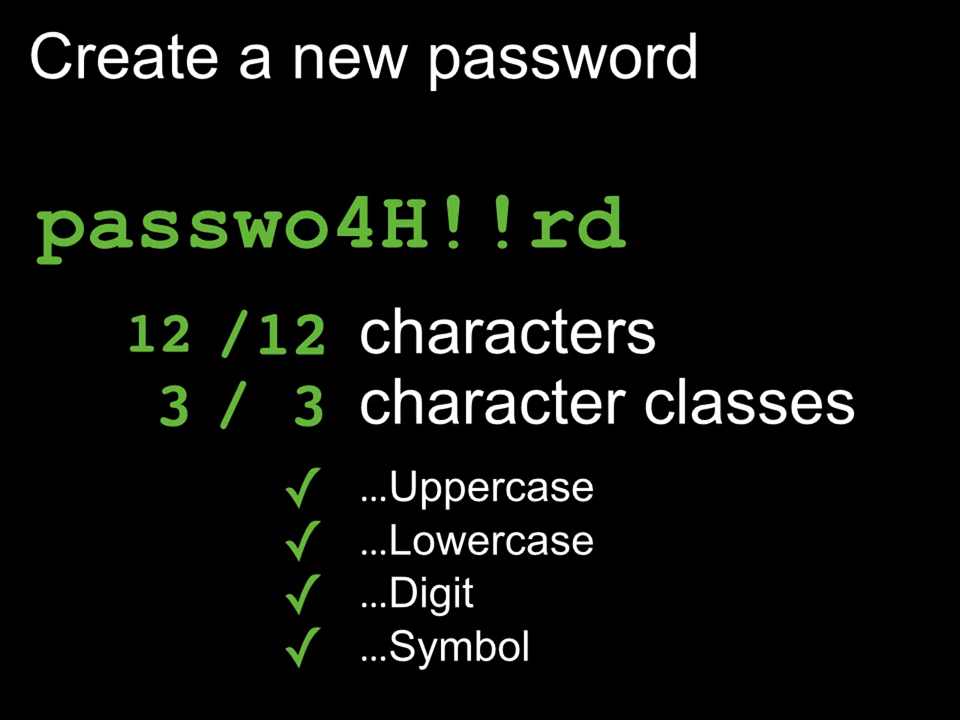 Create a new password
passwo4H!!rd
12 /12 characters
3 / 3 character classes
✓ …Uppercase
✓ …Lowercase
✓ …Digit
✓ …Symbol